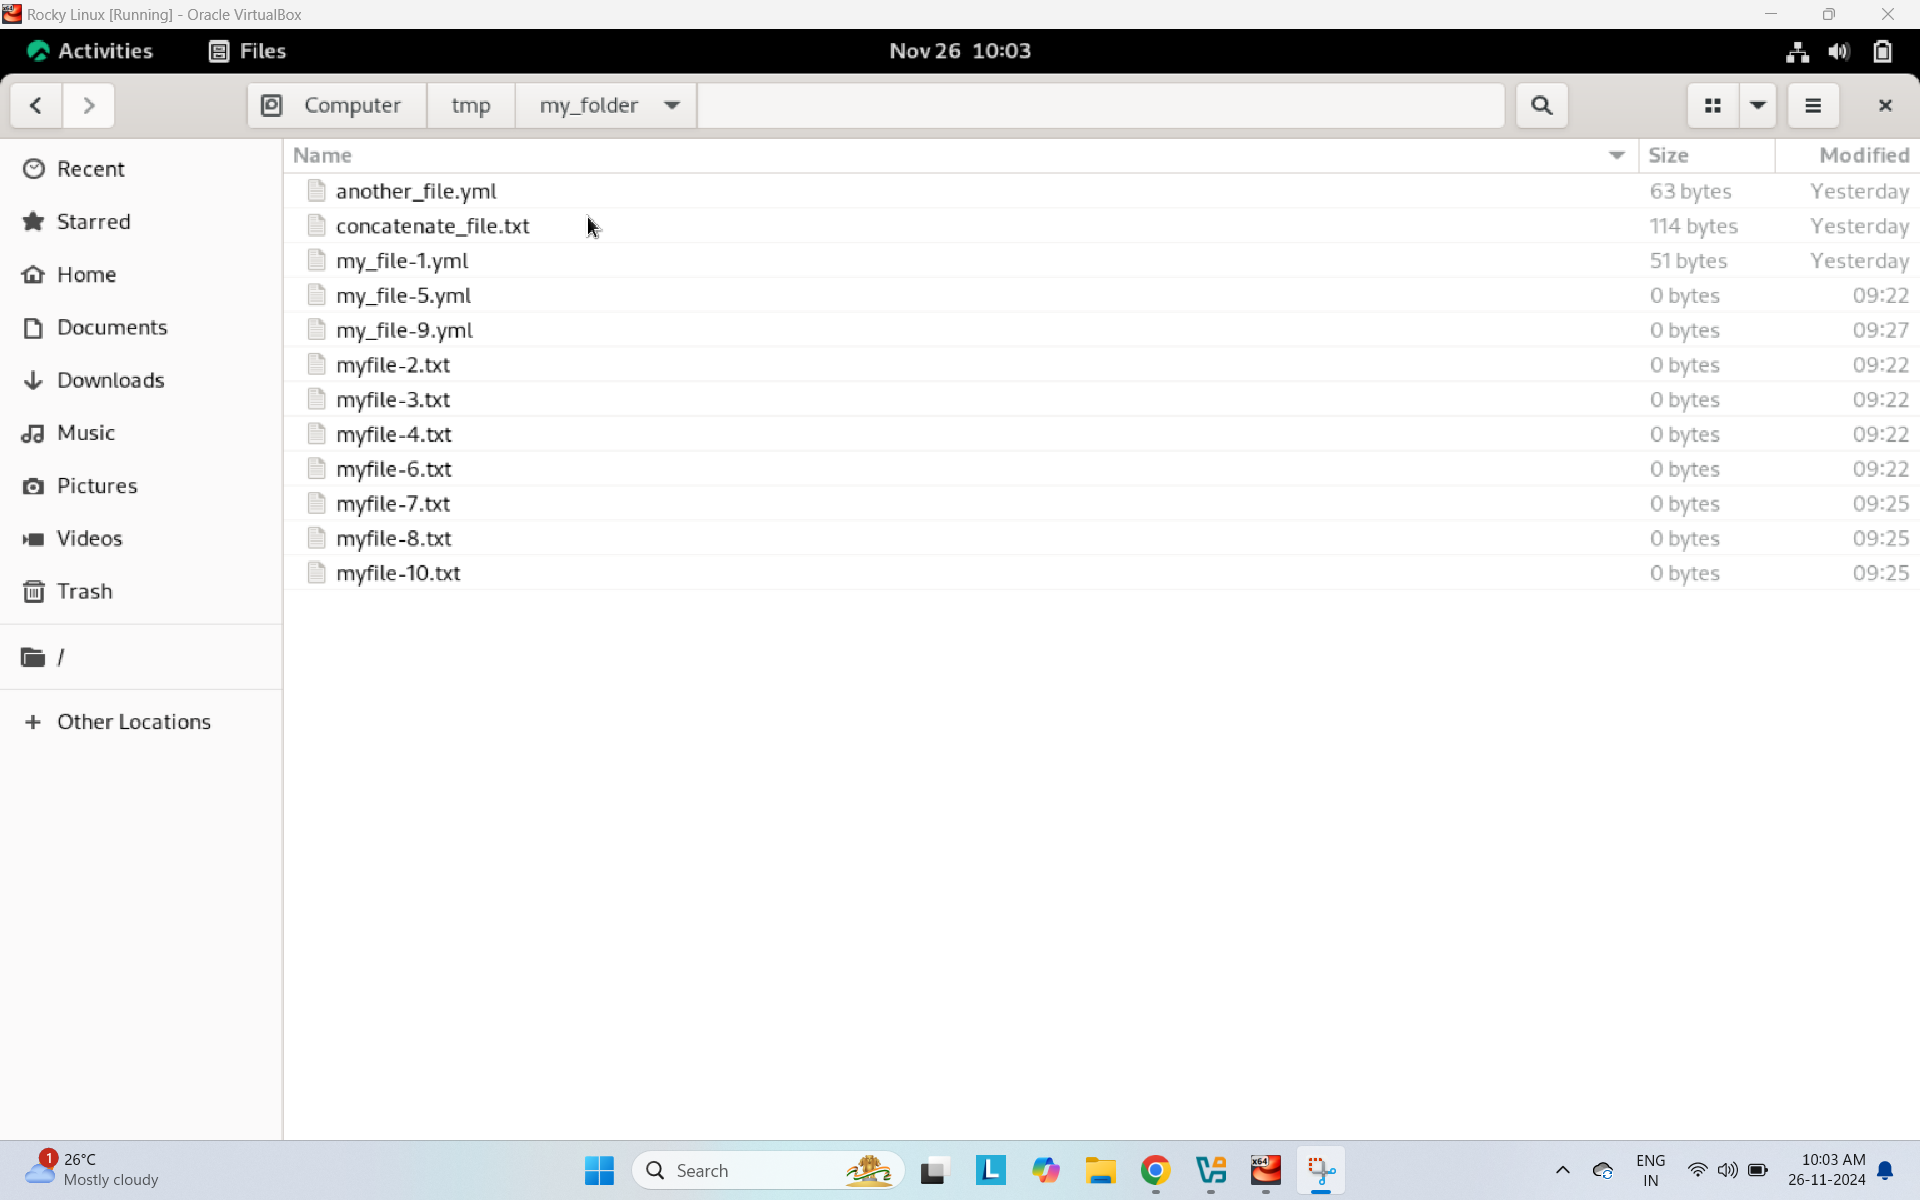 Rocky Linux [Running] - Oracle VirtualBox
Activities Files Nov 26 10:03
Computer tmp my_folder
Name Size Modified
Recent
Starred
Home
Documents
Downloads
Music
Pictures
Videos
Trash
/
+ Other Locations
another_file.yml 63 bytes Yesterday
concatenate_file.txt 114 bytes Yesterday
my_file-1.yml 51 bytes Yesterday
my_file-5.yml 0 bytes 09:22
my_file-9.yml 0 bytes 09:27
myfile-2.txt 0 bytes 09:22
myfile-3.txt 0 bytes 09:22
myfile-4.txt 0 bytes 09:22
myfile-6.txt 0 bytes 09:22
myfile-7.txt 0 bytes 09:25
myfile-8.txt 0 bytes 09:25
myfile-10.txt 0 bytes 09:25
1 26°C
Mostly cloudy
Search
L
x64
ENG
IN
10:03 AM
26-11-2024